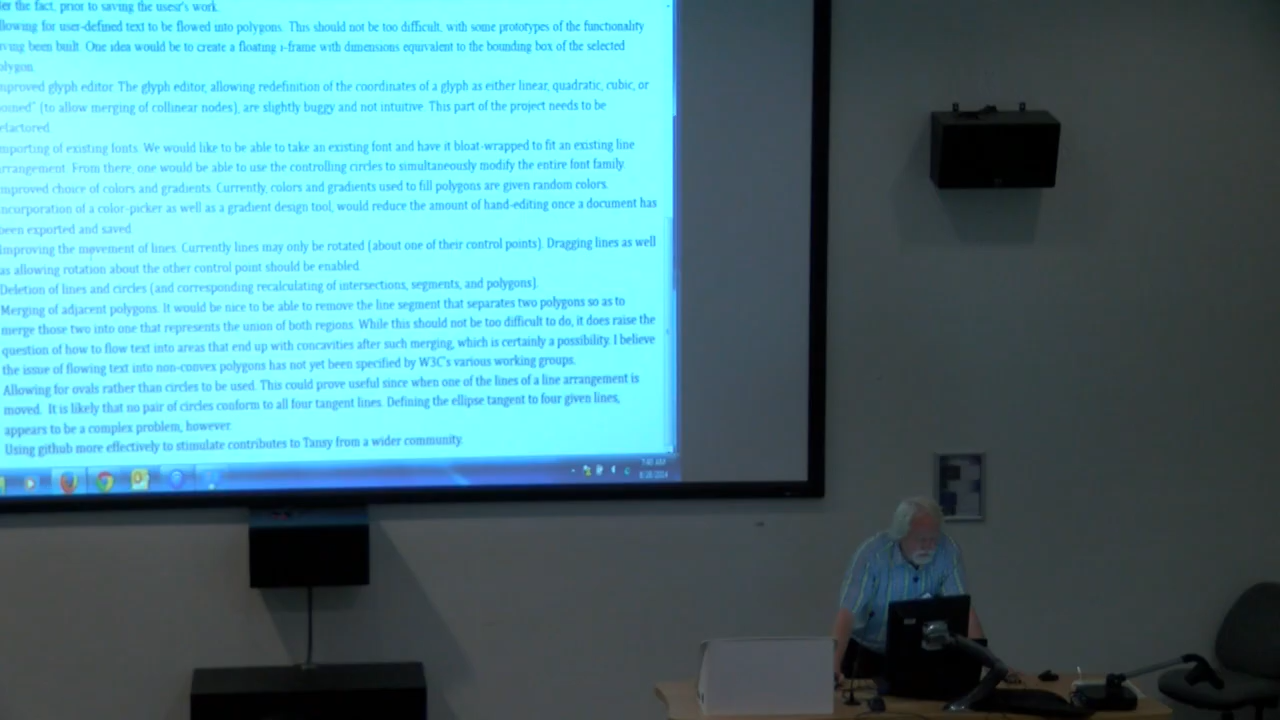 er the fact, prior to saving the usesr's work.
llowing for user-defined text to be flowed into polygons. This should not be too difficult, with some prototypes of the functionality
ving been built. One idea would be to create a floating i-frame with dimensions equivalent to the bounding box of the selected
olygon.
mproved glyph editor The glyph editor, allowing redefinition of the coordinates of a glyph as either linear, quadratic, cubic, or
oined" (to allow merging of collinear nodes), are slightly buggy and not intuitive. This part of the project needs to be
efactored.
mporting of existing fonts. We would like to be able to take an existing font and have it bloat-wrapped to fit an existing line
rrangement. From there, one would be able to use the controlling circles to simultaneously modify the entire font family
mproved choice of colors and gradients. Currently, colors and gradients used to fill polygons are given random colors.
ncorporation of a color-picker as well as a gradient design tool, would reduce the amount of hand-editing once a document has
been exported and saved.
Improving the movement of lines. Currently lines may only be rotated (about one of their control points). Dragging lines as well
as allowing rotation about the other control point should be enabled.
Deletion of lines and circles (and corresponding recalculating of intersections, segments, and polygons).
Merging of adjacent polygons. It would be nice to be able to remove the line segment that separates two polygons so as to
merge those two into one that represents the union of both regions. While this should not be too difficult to do, it does raise the
question of how to flow text into areas that end up with concavities after such merging, which is certainly a possibility. I believe
the issue of flowing text into non-convex polygons has not yet been specified by W3C's various working groups.
Allowing for ovals rather than circles to be used. This could prove useful since when one of the lines of a line arrangement is
moved. It is likely that no pair of circles conform to all four tangent lines. Defining the ellipse tangent to four given lines,
appears to be a complex problem, however.
Using github more effectively to stimulate contributes to Tansy from a wider community.